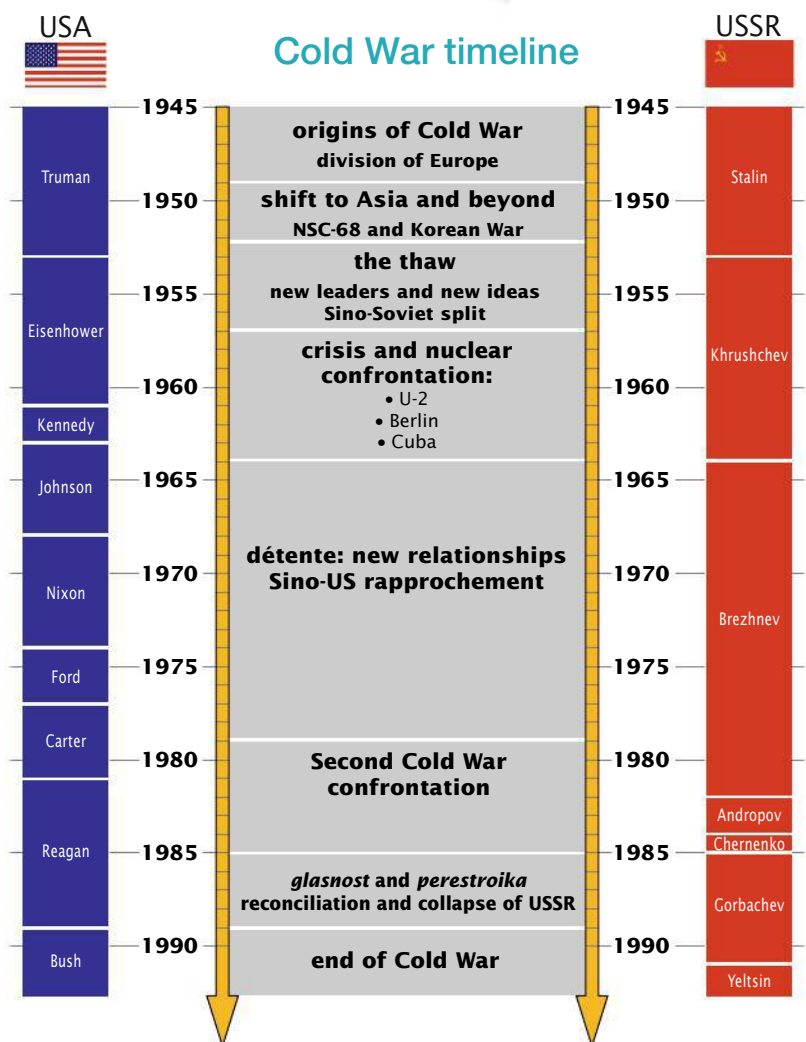 USA
USSR
Cold War timeline
1945
1945
origins of Cold War
division of Europe
Truman
Stalin
1950
1950
shift to Asia and beyond
NSC-68 and Korean War
the thaw
new leaders and new ideas
Sino-Soviet split
1955
1955
Eisenhower
Khrushchev
crisis and nuclear
confrontation:
• U-2
• Berlin
• Cuba
1960
1960
Kennedy
Johnson
1965
1965
détente: new relationships
Sino-US rapprochement
1970
1970
Nixon
Brezhnev
1975
1975
Ford
Carter
1980
1980
Second Cold War
confrontation
Andropov
Chernenko
Reagan
1985
1985
glasnost and perestroika
reconciliation and collapse of USSR
Gorbachev
1990
1990
Bush
end of Cold War
Yeltsin